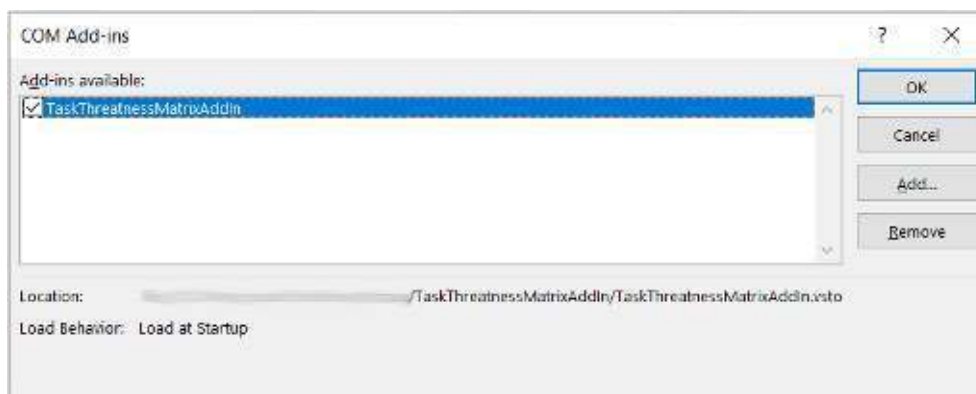 COM Add-ins
? ×
Add-ins available:
OK
TaskThreatnessMatrixAddIn
Cancel
Add...
Remove
Location: /TaskThreatnessMatrixAddIn/TaskThreatnessMatrixAddIn.vsto
Load Behavior: Load at Startup